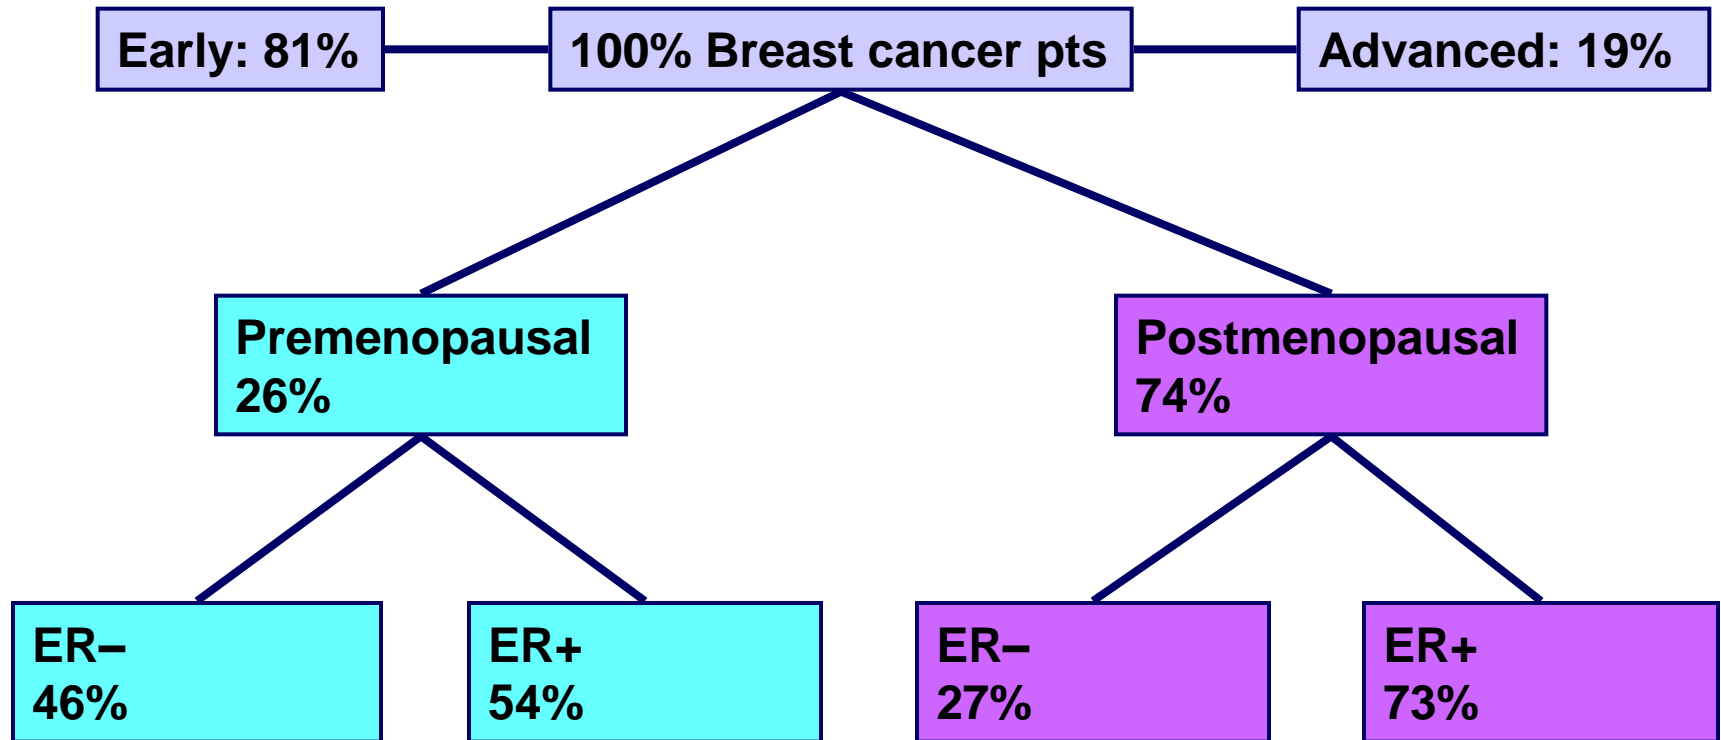 Early: 81%
100% Breast cancer pts
Advanced: 19%
Premenopausal
26%
Postmenopausal
74%
ER–
46%
ER+
54%
ER–
27%
ER+
73%